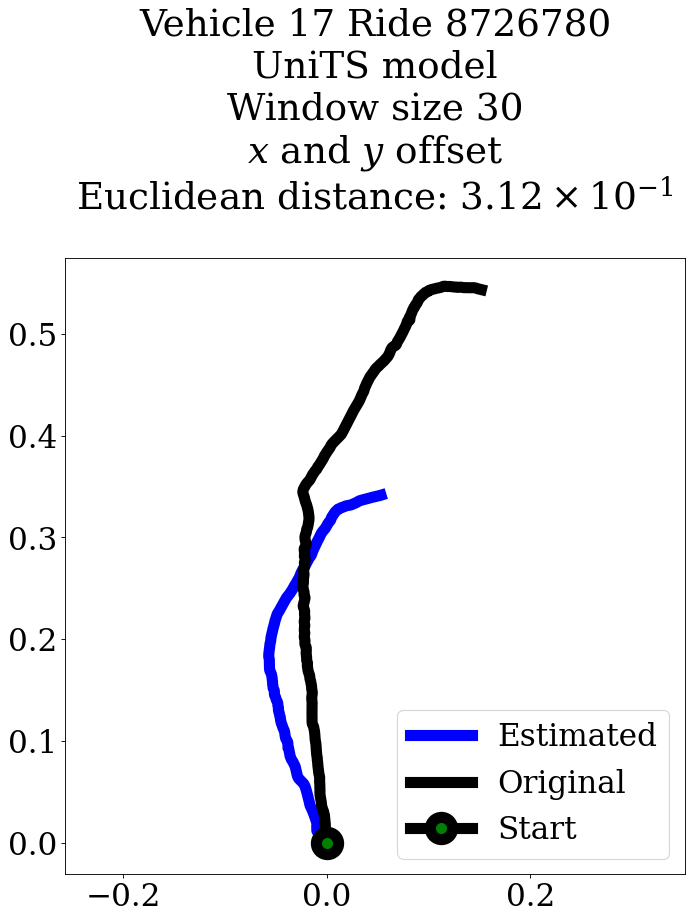 Vehicle 17 Ride 8726780
UniTS model
Window size 30
x and y offset
Euclidean distance: 3.12 × 10⁻¹
0.5
0.4
0.3
0.2
0.1
0.0
−0.2 0.0 0.2
Estimated
Original
Start